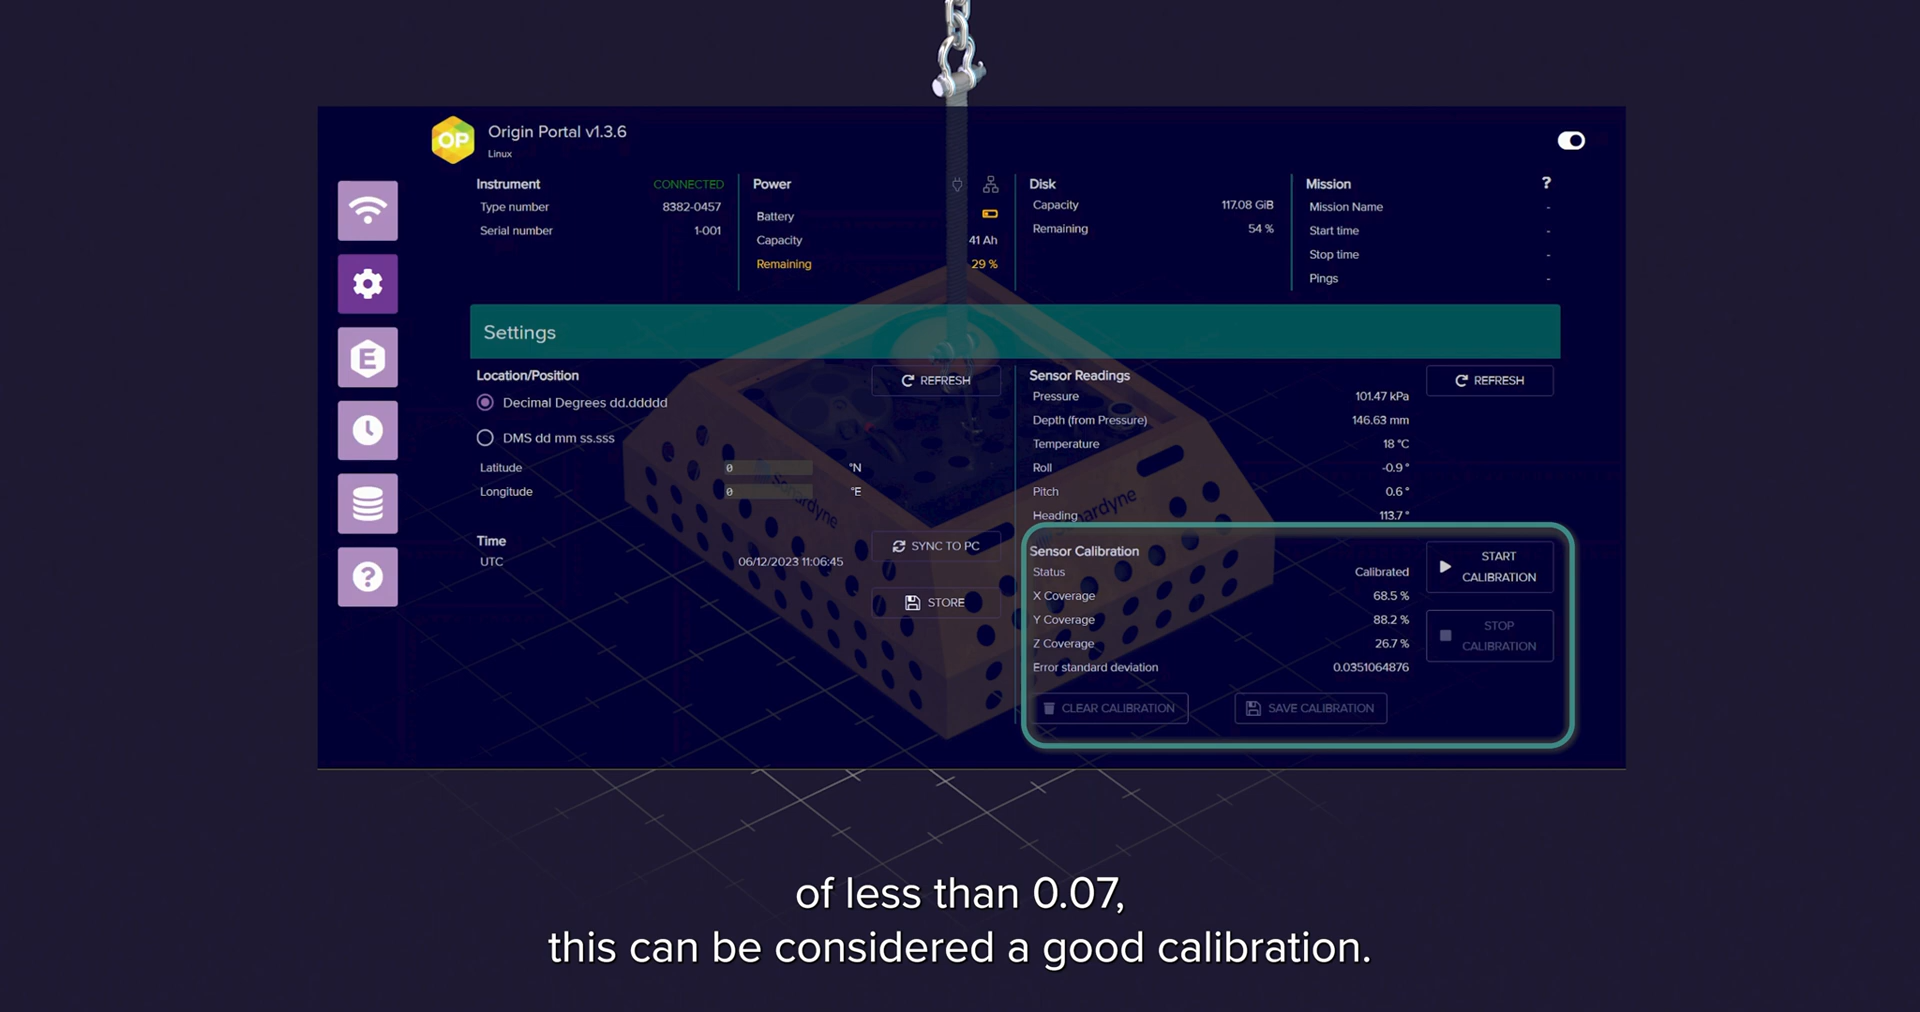 OP
Origin Portal v1.3.6
Linux
Instrument CONNECTED
Type number 8382-0457
Serial number 1-001
Power
Battery
Capacity 41 Ah
Remaining 29 %
Disk
Capacity 117.08 GiB
Remaining 54 %
Mission ?
Mission Name -
Start time -
Stop time -
Pings -
E
?
Settings
Location/Position
REFRESH
Decimal Degrees dd.ddddd
DMS dd mm ss.sss
Latitude 0 °N
Longitude 0 °E
Time
UTC 06/12/2023 11:06:45
SYNC TO PC
STORE
Sensor Readings
REFRESH
Pressure 101.47 kPa
Depth (from Pressure) 146.63 mm
Temperature 18 °C
Roll -0.9 °
Pitch 0.6 °
Heading 113.7 °
Sensor Calibration
Status Calibrated
X Coverage 68.5 %
Y Coverage 88.2 %
Z Coverage 26.7 %
Error standard deviation 0.0351064876
START
CALIBRATION
STOP
CALIBRATION
CLEAR CALIBRATION
SAVE CALIBRATION
Sonardyne
Sonardyne
of less than 0.07,
this can be considered a good calibration.